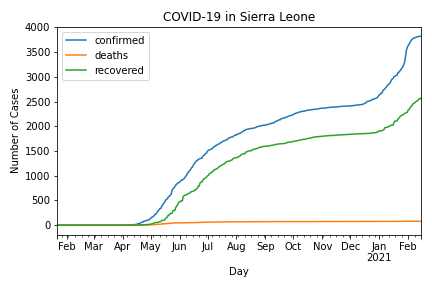 COVID-19 in Sierra Leone
confirmed
deaths
recovered
Number of Cases
4000
3500
3000
2500
2000
1500
1000
500
0
Feb Mar Apr May Jun Jul Aug Sep Oct Nov Dec Jan Feb
2021
Day